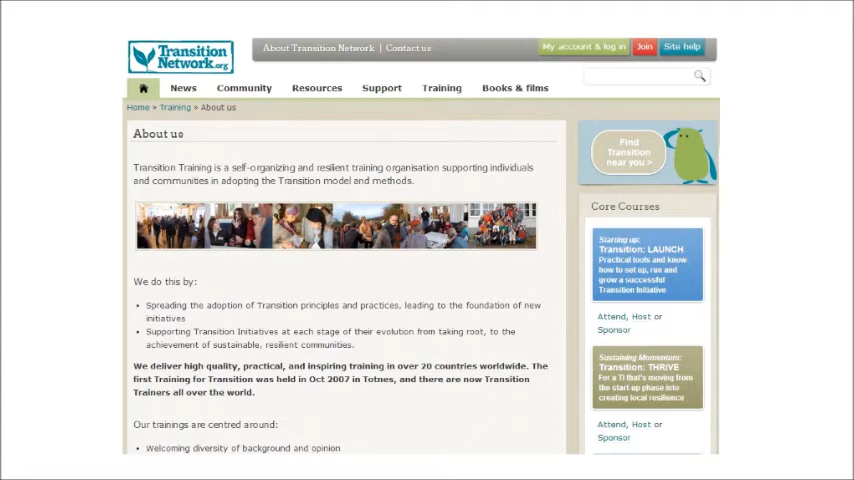 Transition
Network.org
About Transition Network | Contact us
My account & log in
Join
Site help
News
Community
Resources
Support
Training
Books & films
Home » Training » About us
About us
Transition Training is a self-organizing and resilient training organisation supporting individuals
and communities in adopting the Transition model and methods.
We do this by:
• Spreading the adoption of Transition principles and practices, leading to the foundation of new
initiatives
• Supporting Transition Initiatives at each stage of their evolution from taking root, to the
achievement of sustainable, resilient communities.
We deliver high quality, practical, and inspiring training in over 20 countries worldwide. The
first Training for Transition was held in Oct 2007 in Totnes, and there are now Transition
Trainers all over the world.
Our trainings are centred around:
• Welcoming diversity of background and opinion
Find
Transition
near you >
Core Courses
Starting up:
Transition: LAUNCH
Practical tools and know-
how to set up, run and
grow a successful
Transition Initiative
Attend, Host or
Sponsor
Sustaining Momentum:
Transition: THRIVE
For a TI that's moving from
the start-up phase into
creating local resilience
Attend, Host or
Sponsor